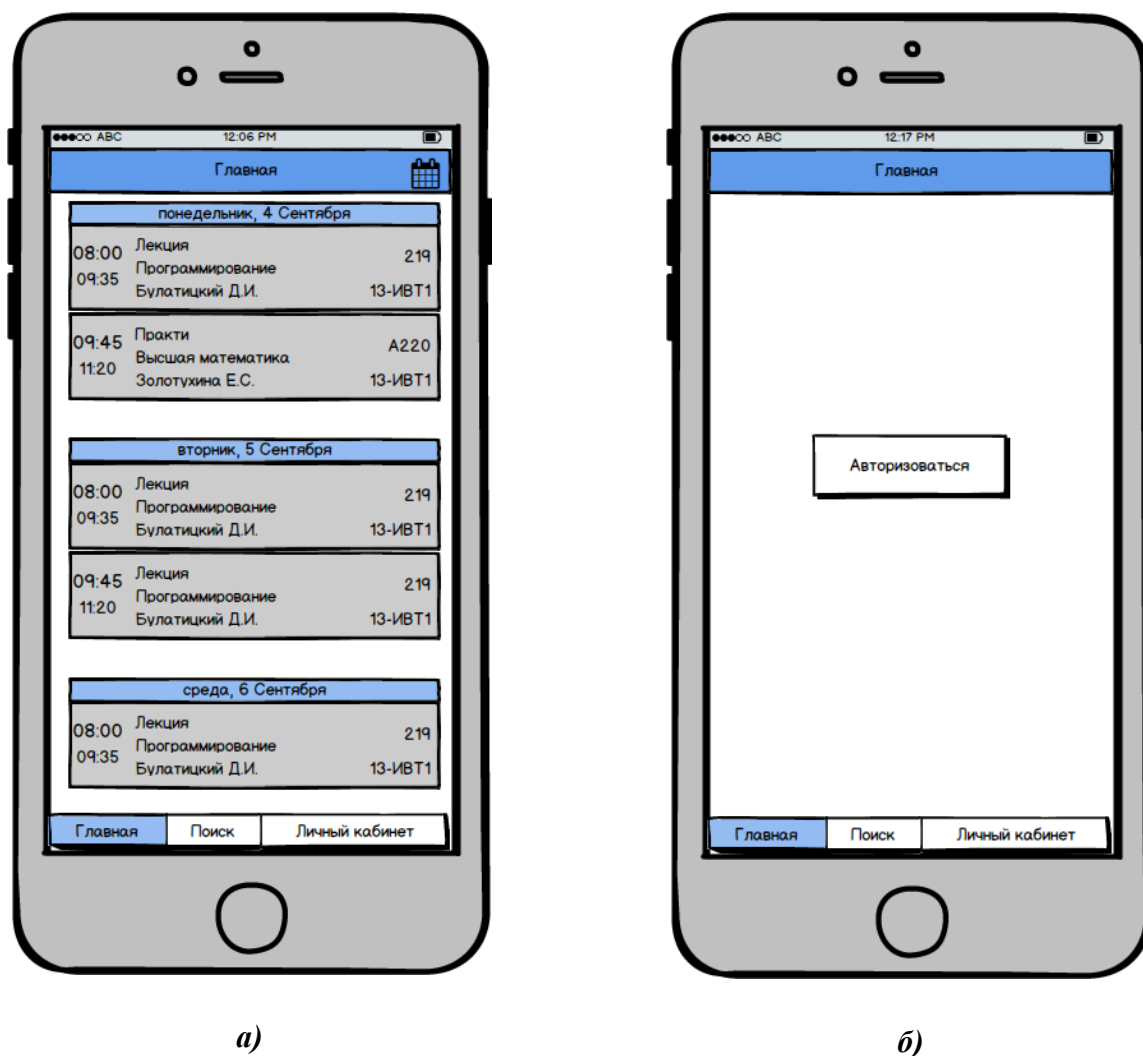 ABC 12:06 PM
Главная
понедельник, 4 Сентября
08:00 Лекция 219
09:35 Программирование
Булатицкий Д.И. 13-ИВТ1
09:45 Практи А220
11:20 Высшая математика
Золотухина Е.С. 13-ИВТ1
вторник, 5 Сентября
08:00 Лекция 219
09:35 Программирование
Булатицкий Д.И. 13-ИВТ1
09:45 Лекция 219
11:20 Программирование
Булатицкий Д.И. 13-ИВТ1
среда, 6 Сентября
08:00 Лекция 219
09:35 Программирование
Булатицкий Д.И. 13-ИВТ1
Главная Поиск Личный кабинет
а)
ABC 12:17 PM
Главная
Авторизоваться
Главная Поиск Личный кабинет
б)